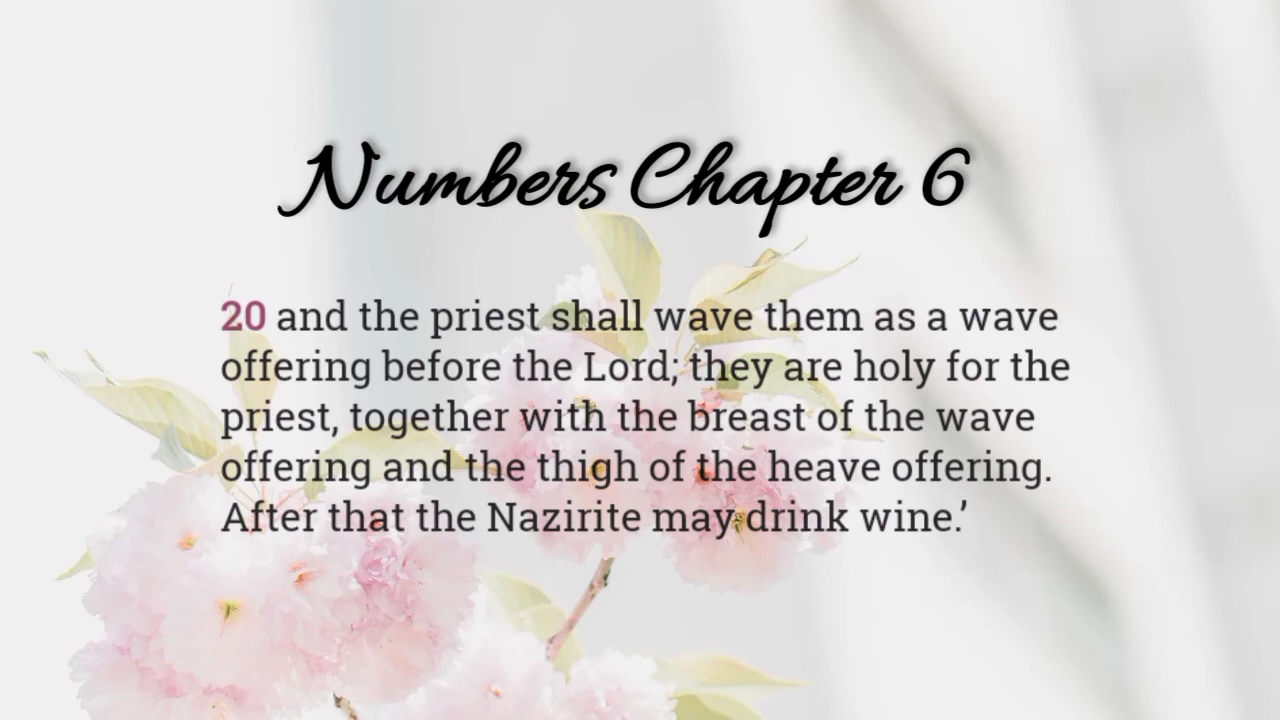 Numbers Chapter 6
20 and the priest shall wave them as a wave
offering before the Lord; they are holy for the
priest, together with the breast of the wave
offering and the thigh of the heave offering.
After that the Nazirite may drink wine.’